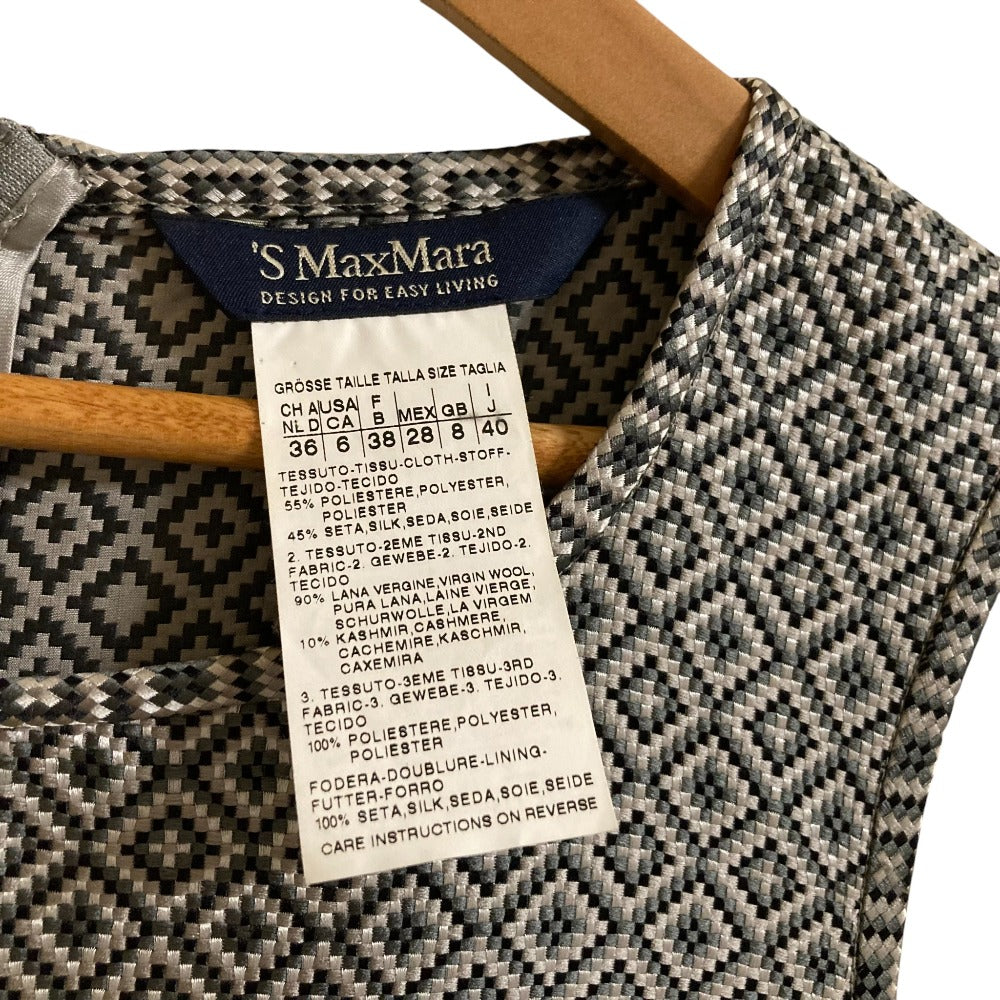 'S MaxMara
DESIGN FOR EASY LIVING
GRÖSSE TAILLE TALLA SIZE TAGLIA
CH A USA F MEX GB I
NL D CA B J
36 6 38 28 8 40
TESSUTO-TISSU-CLOTH-STOFF-
TEJIDO-TECIDO
55% POLIESTERE,POLYESTER,
POLIESTER
45% SETA,SILK,SEDA,SOIE,SEIDE
2. TESSUTO-2EME TISSU-2ND
FABRIC-2. GEWEBE-2. TEJIDO-2.
TECIDO
90% LANA VERGINE,VIRGIN WOOL,
PURA LANA,LAINE VIERGE,
SCHURWOLLE,LA VIRGEM
10% KASHMIR,CASHMERE,
CACHEMIRE,KASCHMIR,
CAXEMIRA
3. TESSUTO-3EME TISSU-3RD
FABRIC-3. GEWEBE-3. TEJIDO-3.
TECIDO
100% POLIESTERE,POLYESTER,
POLIESTER
FODERA-DOUBLURE-LINING-
FUTTER-FORRO
100% SETA,SILK,SEDA,SOIE,SEIDE
CARE INSTRUCTIONS ON REVERSE